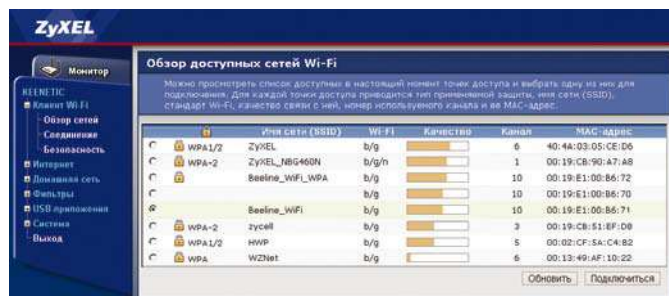 ZyXEL
Монитор
KEENETIC
Клиент Wi-Fi
Обзор сетей
Соединение
Безопасность
Интернет
Домашняя сеть
Фильтры
USB-приложения
Система
Выход
Обзор доступных сетей Wi-Fi
Можно просмотреть список доступных в настоящий момент точек доступа и выбрать одну из них для
подключения. Для каждой точки доступа приводится тип применяемой защиты, имя сети (SSID),
стандарт Wi-Fi, качество связи с ней, номер используемого канала и ее MAC-адрес.
Имя сети (SSID) Wi-Fi Качество Канал MAC-адрес
WPA1/2 ZyXEL b/g 6 40:4A:03:05:CE:D6
WPA-2 ZyXEL_NBG460N b/g/n 1 00:19:CB:90:A7:A8
Beeline_WiFi_WPA b/g 10 00:19:E1:00:B6:72
b/g 10 00:19:E1:00:B6:70
Beeline_WiFi b/g 10 00:19:E1:00:B6:71
WPA-2 zycell b/g 3 00:19:CB:51:EF:D8
WPA1/2 HWP b/g 5 00:02:CF:5A:C4:82
WPA WZNet b/g 6 00:13:49:AF:10:22
Обновить Подключиться